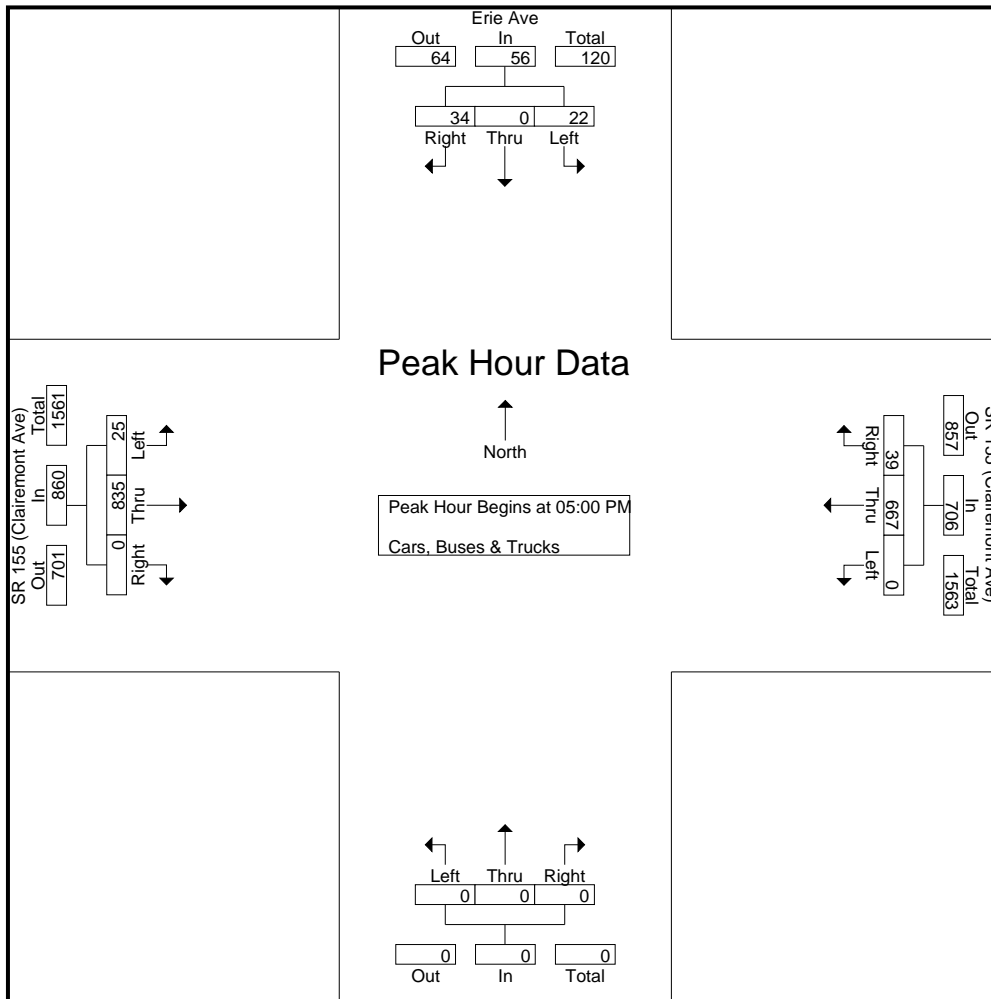 Erie Ave
Out In Total
64 56 120
34 0 22
Right Thru Left
Peak Hour Data
North
Peak Hour Begins at 05:00 PM
Cars, Buses & Trucks
SR 155 (Clairemont Ave)
Out In Total
701 860 1561
25 835 0
Left Thru Right
(Clairemont Ave)
Out In Total
857 706 1563
39 667 0
Right Thru Left
Left Thru Right
0 0 0
0 0 0
Out In Total